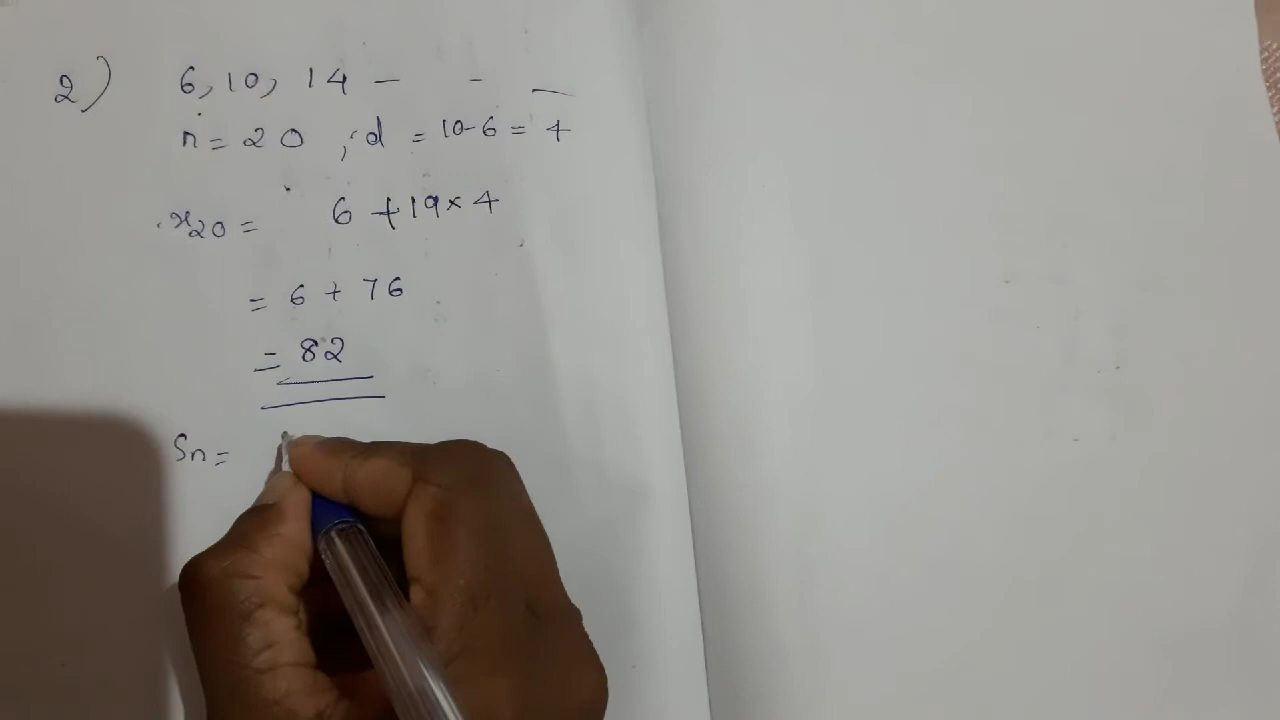 2) 6, 10, 14 - - -
n = 20 ; d = 10-6 = 4
x20 = 6 + 19 × 4
= 6 + 76
= 82
Sn =